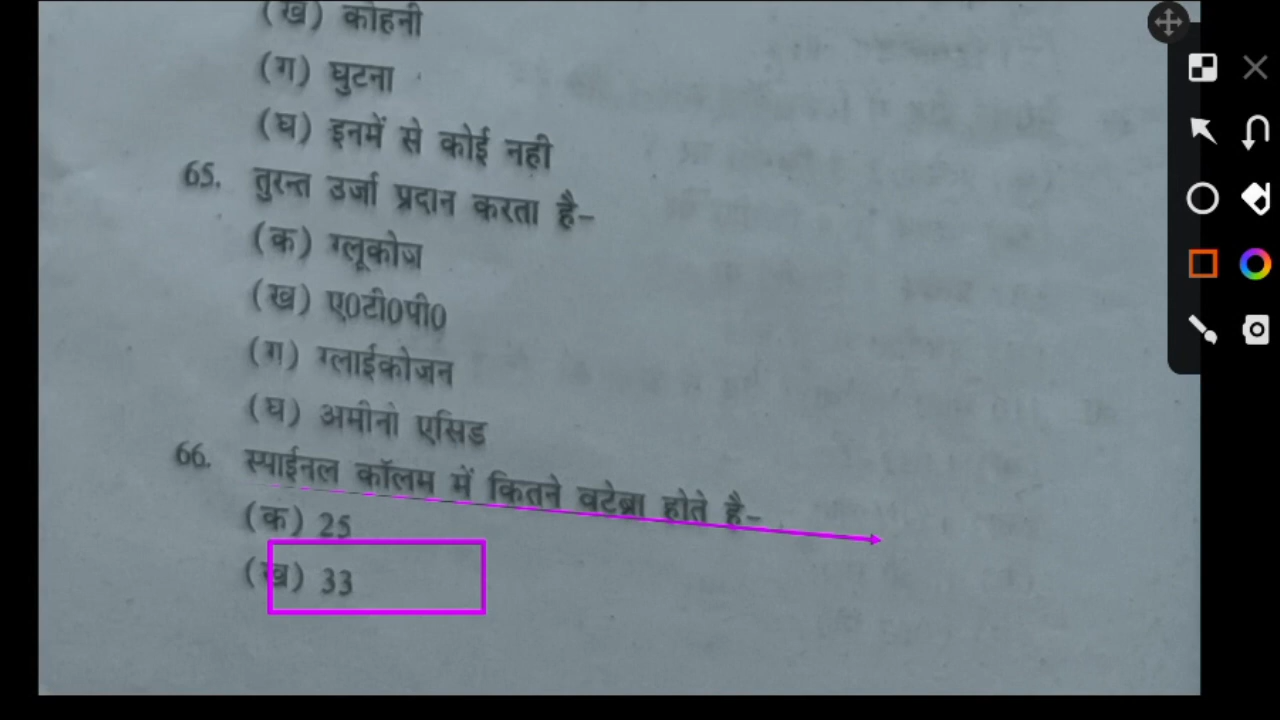 (ख) कोहनी
(ग) घुटना
(घ) इनमें से कोई नही
65. तुरन्त उर्जा प्रदान करता है–
(क) ग्लूकोज
(ख) ए0टी0पी0
(ग) ग्लाईकोजन
(घ) अमीनो एसिड
66. स्पाईनल कॉलम में कितने वटेब्रा होते है–
(क) 25
(ख) 33